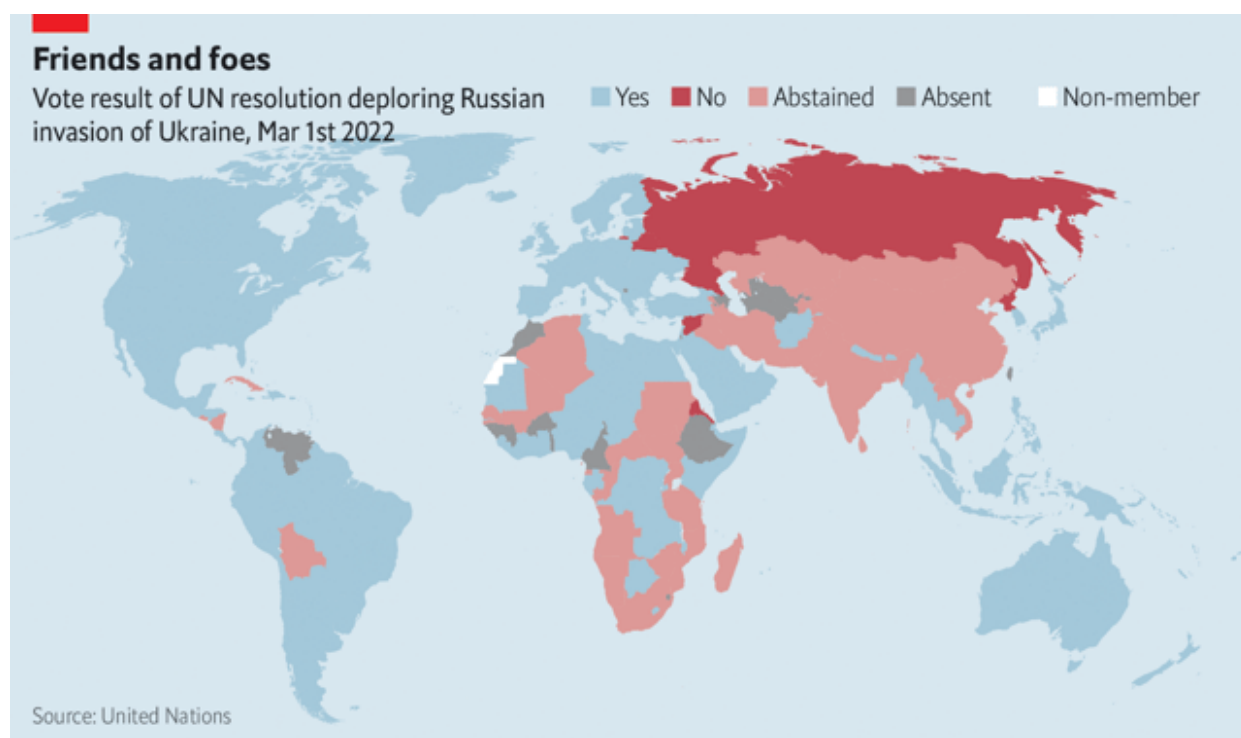 Friends and foes
Vote result of UN resolution deploring Russian
invasion of Ukraine, Mar 1st 2022
Yes No Abstained Absent Non-member
Source: United Nations